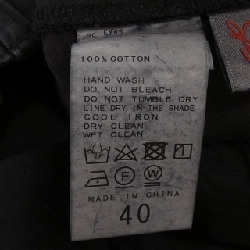 100% COTTON
HAND WASH
DO NOT BLEACH
DO NOT TUMBLE CRY
LINE DRY IN THE SHADE
COOL IRON
DRY CLEAN
WET CLEAN
F
W
MADE IN CHINA
40